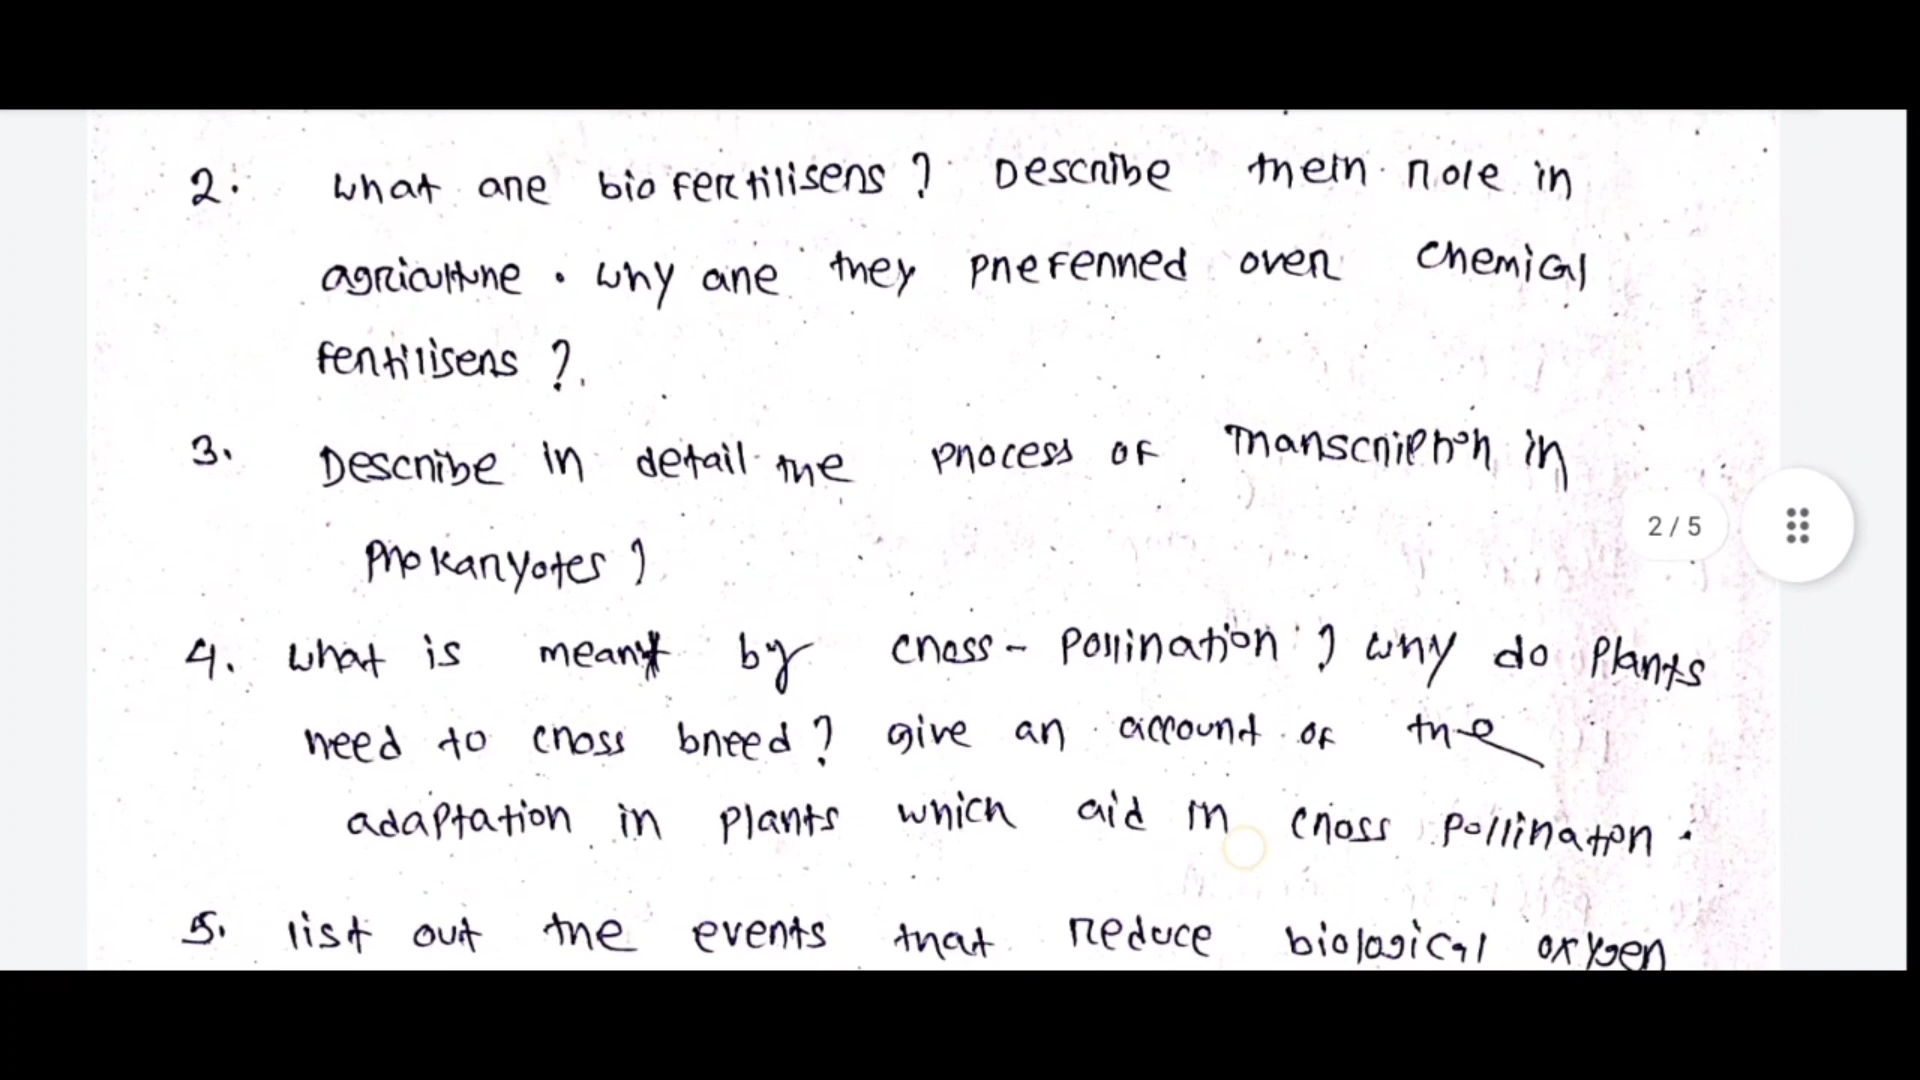 2. What are biofertilisers ? Describe their role in
agriculture . Why are they preferred over chemical
fertilisers ?
3. Describe in detail the process of Transcription in
2 / 5
Prokaryotes ?
4. What is meant by cross - pollination ? Why do Plants
need to cross breed ? give an account of the
adaptation in plants which aid in cross pollination .
5. list out the events that reduce biological oxygen